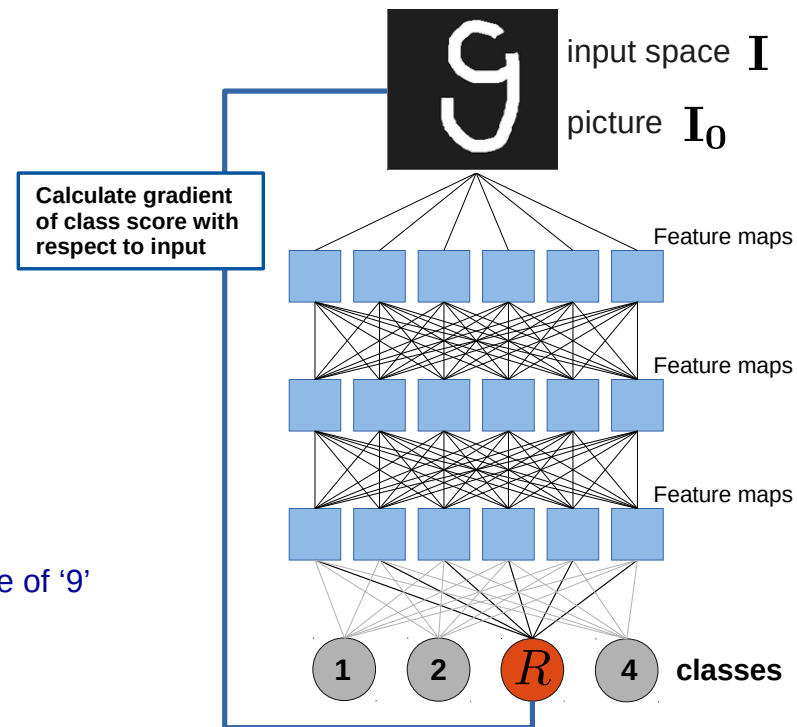 9
input space I
picture I₀
Calculate gradient
of class score with
respect to input
Feature maps
Feature maps
Feature maps
e of ‘9’
1 2 R 4 classes